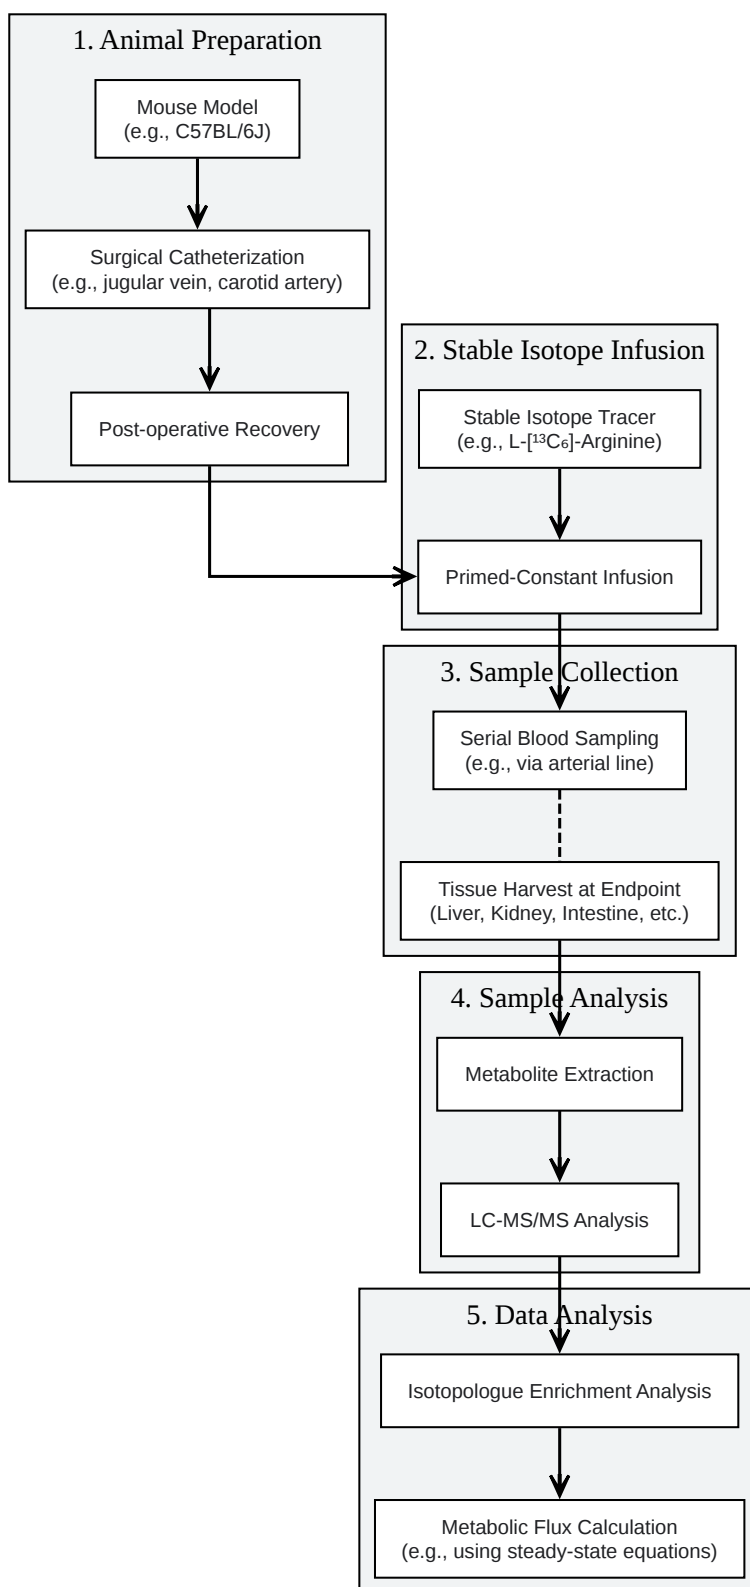 1. Animal Preparation
Mouse Model
(e.g., C57BL/6J)
Surgical Catheterization
(e.g., jugular vein, carotid artery)
Post-operative Recovery
2. Stable Isotope Infusion
Stable Isotope Tracer
(e.g., L-[¹³C₆]-Arginine)
Primed-Constant Infusion
3. Sample Collection
Serial Blood Sampling
(e.g., via arterial line)
Tissue Harvest at Endpoint
(Liver, Kidney, Intestine, etc.)
4. Sample Analysis
Metabolite Extraction
LC-MS/MS Analysis
5. Data Analysis
Isotopologue Enrichment Analysis
Metabolic Flux Calculation
(e.g., using steady-state equations)